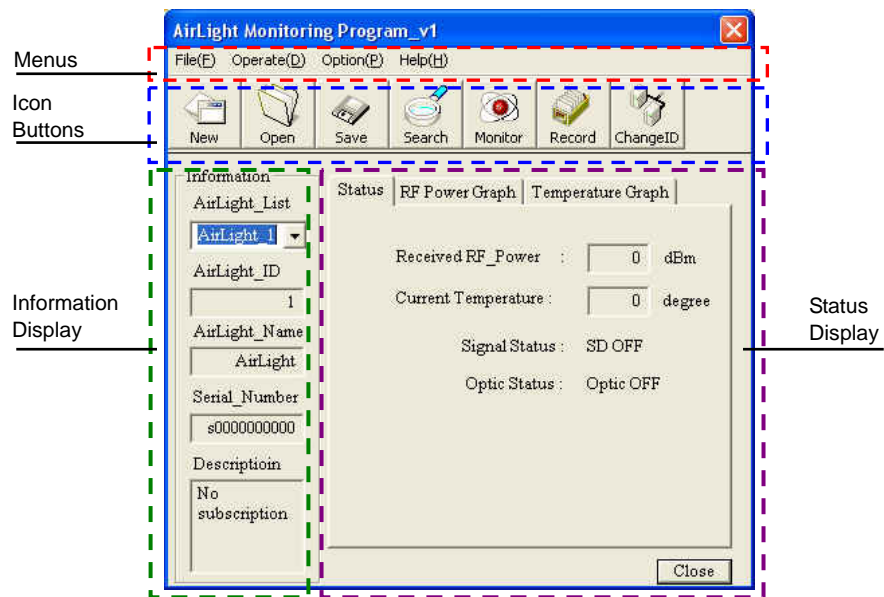 AirLight Monitoring Program_v1
Menus
File(F) Operate(D) Option(P) Help(H)
Icon
Buttons
New Open Save Search Monitor Record ChangeID
Information
AirLight_List
AirLight_1
AirLight_ID
1
AirLight_Name
AirLight
Serial_Number
s0000000000
Descriptioin
No
subscription
Status RF Power Graph Temperature Graph
Received RF_Power : 0 dBm
Current Temperature : 0 degree
Signal Status : SD OFF
Optic Status : Optic OFF
Close
Information
Display
Status
Display